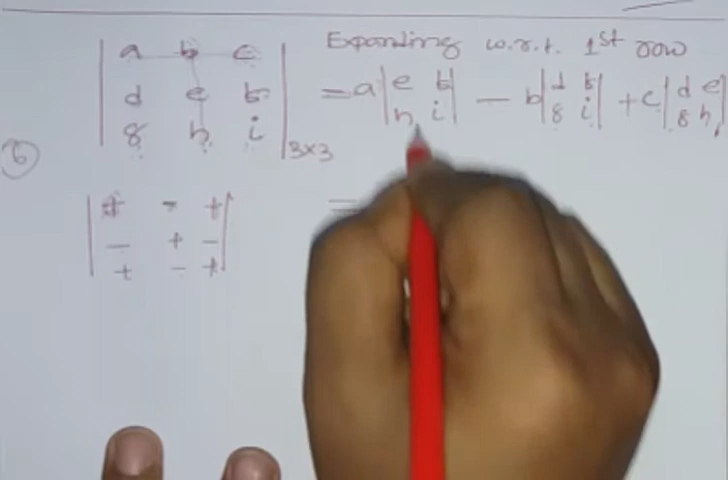 Expanding w.r.t. 1st row
| a b c |
| d e b | = a | e b | - b | d b | + c | d e |
| g h i |3×3 | h i | | g i | | g h |
6
| + - + | =
| - + - |
| + - + |